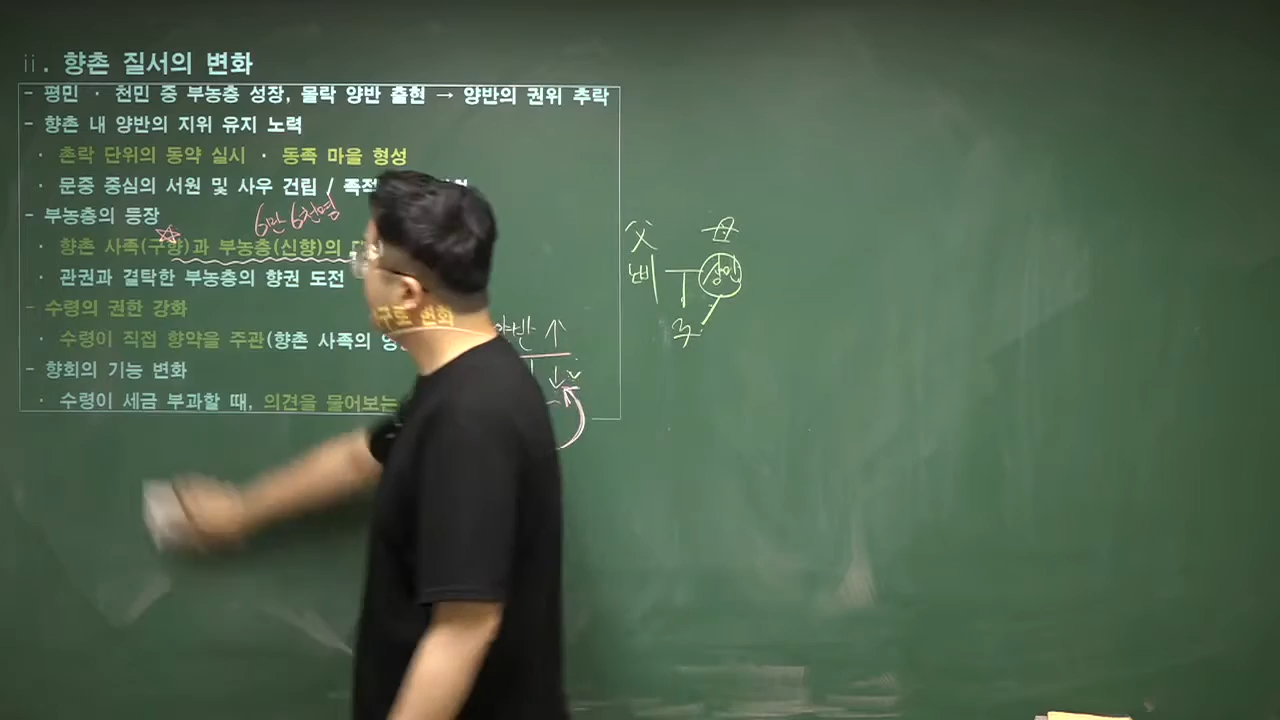 ⅱ. 향촌 질서의 변화
- 평민 · 천민 중 부농층 성장, 몰락 양반 출현 → 양반의 권위 추락
- 향촌 내 양반의 지위 유지 노력
· 촌락 단위의 동약 실시 · 동족 마을 형성
· 문중 중심의 서원 및 사우 건립 / 족적
- 부농층의 등장
6만 6천명
· 향촌 사족(구향)과 부농층(신향)의
· 관권과 결탁한 부농층의 향권 도전
- 수령의 권한 강화
구로 변화
· 수령이 직접 향약을 주관(향촌 사족의
- 향회의 기능 변화
· 수령이 세금 부과할 때, 의견을 물어보는
양반 ↑
↓
父 母
노비 상민